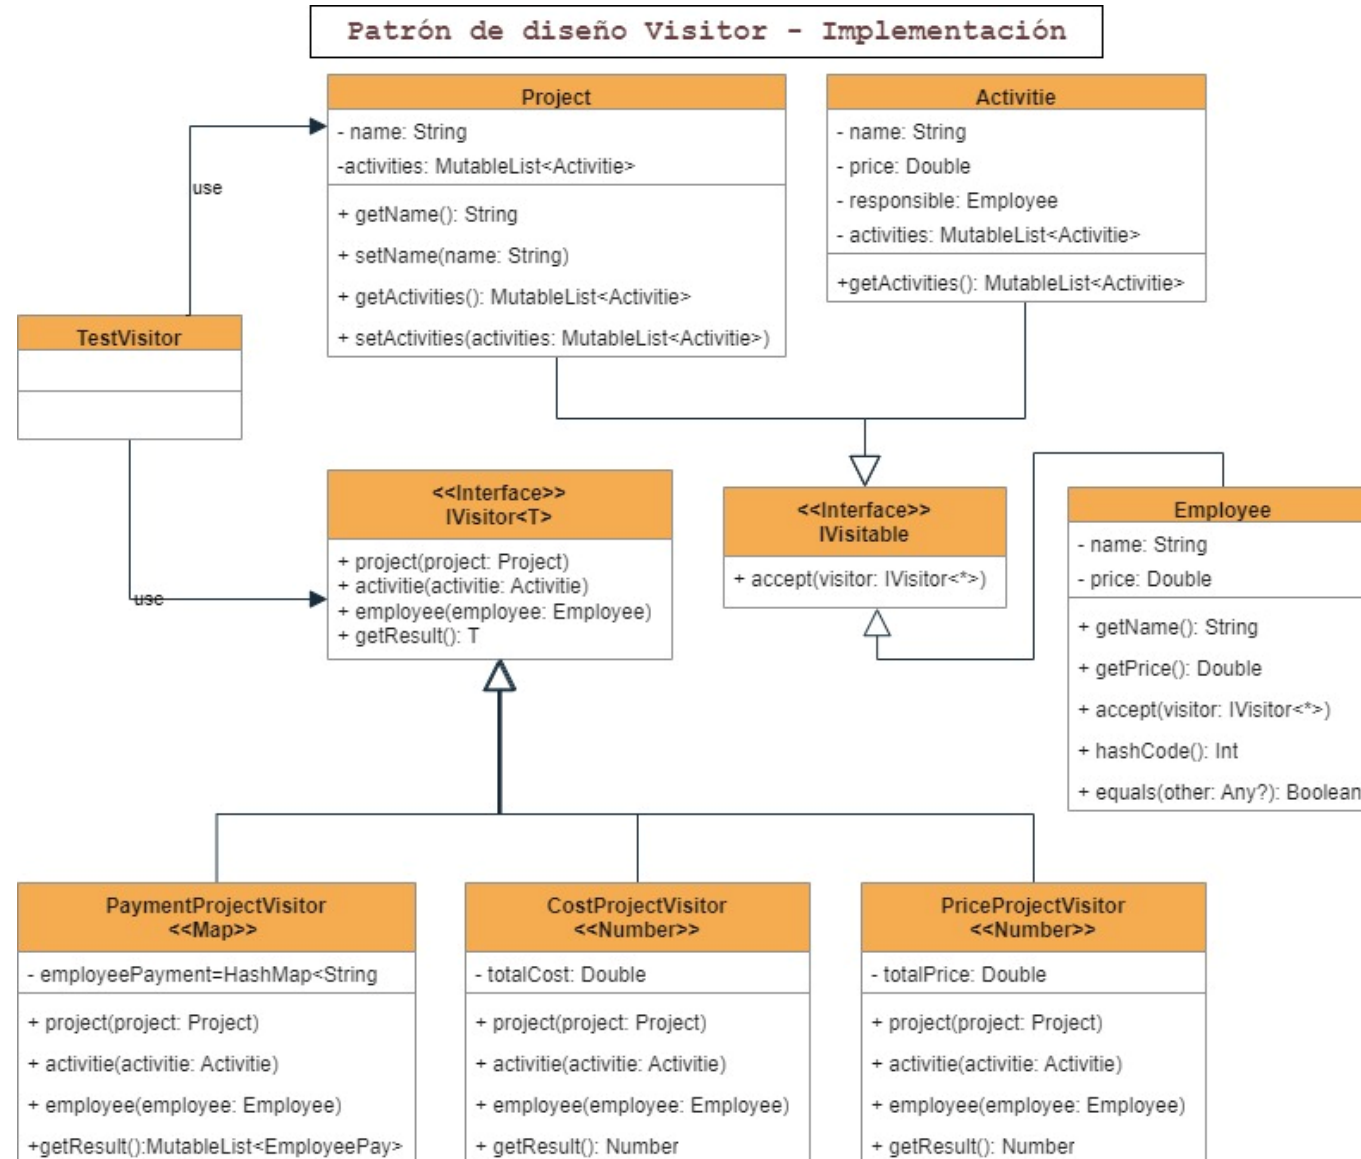 Patrón de diseño Visitor - Implementación
Project
- name: String
-activities: MutableList<Activitie>
+ getName(): String
+ setName(name: String)
+ getActivities(): MutableList<Activitie>
+ setActivities(activities: MutableList<Activitie>)
Activitie
- name: String
- price: Double
- responsible: Employee
- activities: MutableList<Activitie>
+getActivities(): MutableList<Activitie>
use
TestVisitor
use
<<Interface>>
IVisitor<T>
+ project(project: Project)
+ activitie(activitie: Activitie)
+ employee(employee: Employee)
+ getResult(): T
<<Interface>>
IVisitable
+ accept(visitor: IVisitor<*>)
Employee
- name: String
- price: Double
+ getName(): String
+ getPrice(): Double
+ accept(visitor: IVisitor<*>)
+ hashCode(): Int
+ equals(other: Any?): Boolean
PaymentProjectVisitor
<<Map>>
- employeePayment=HashMap<String
+ project(project: Project)
+ activitie(activitie: Activitie)
+ employee(employee: Employee)
+getResult():MutableList<EmployeePay>
CostProjectVisitor
<<Number>>
- totalCost: Double
+ project(project: Project)
+ activitie(activitie: Activitie)
+ employee(employee: Employee)
+ getResult(): Number
PriceProjectVisitor
<<Number>>
- totalPrice: Double
+ project(project: Project)
+ activitie(activitie: Activitie)
+ employee(employee: Employee)
+ getResult(): Number